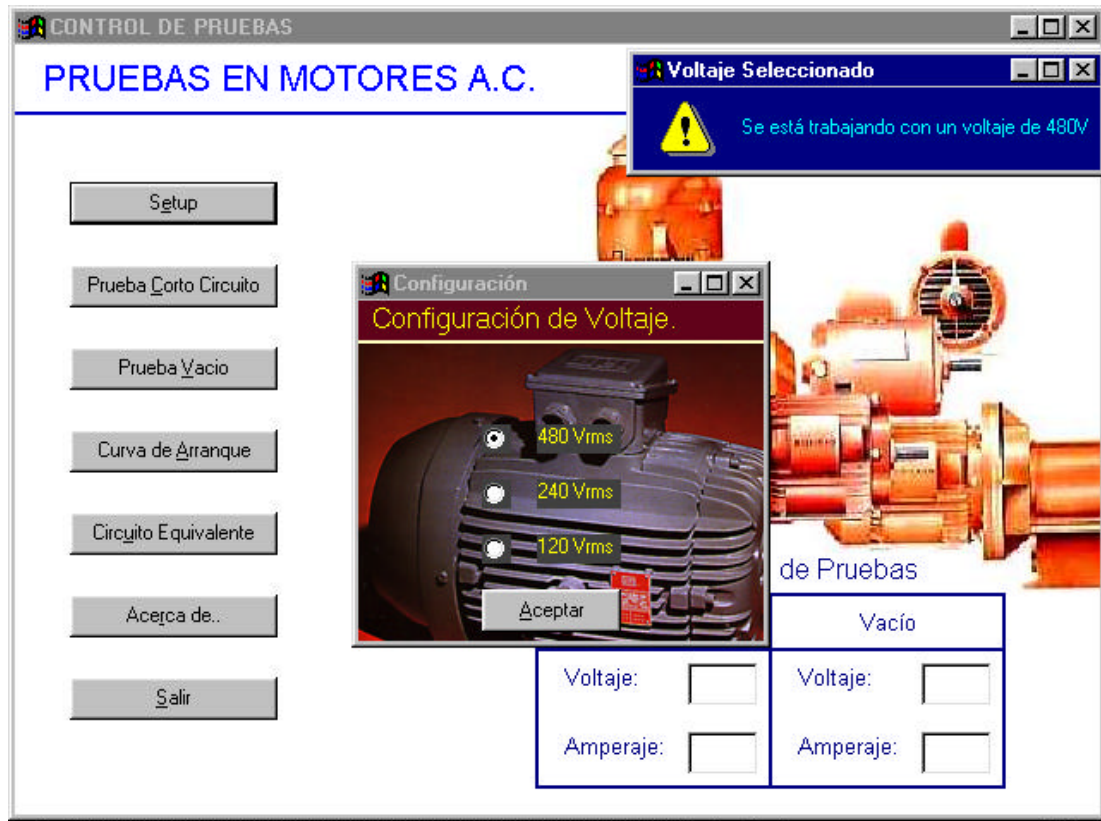 CONTROL DE PRUEBAS
PRUEBAS EN MOTORES A.C.
Voltaje Seleccionado
Se está trabajando con un voltaje de 480V
Setup
Prueba Corto Circuito
Prueba Vacio
Curva de Arranque
Circuito Equivalente
Acerca de..
Salir
Configuración
Configuración de Voltaje.
480 Vrms
240 Vrms
120 Vrms
Aceptar
de Pruebas
Vacío
Voltaje:
Voltaje:
Amperaje:
Amperaje: